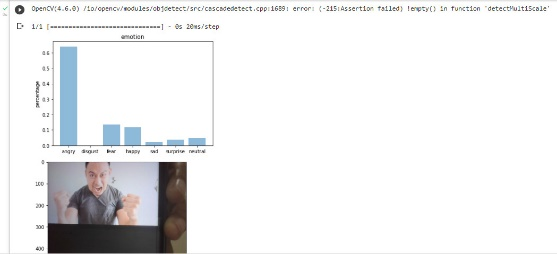 OpenCV(4.6.0) /io/opencv/modules/objdetect/src/cascadedetect.cpp:1689: error: (-215:Assertion failed) !empty() in function 'detectMultiScale'
1/1 [==============================] - 0s 20ms/step
emotion
percentage
0.6
0.5
0.4
0.3
0.2
0.1
0.0
angry disgust fear happy sad surprise neutral
0
100
200
300
400